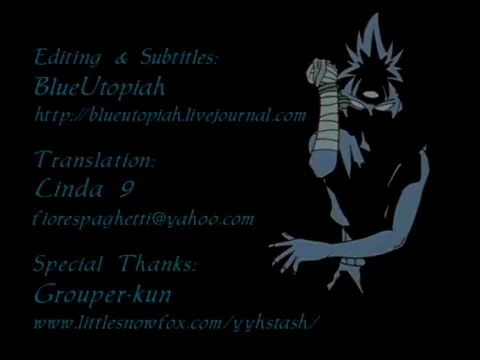 Editing & Subtitles:
BlueUtopiah
http://blueutopiah.livejournal.com
Translation:
Linda 9
fiorespaghetti@yahoo.com
Special Thanks:
Grouper-kun
www.littlesnowfox.com/yyhstash/